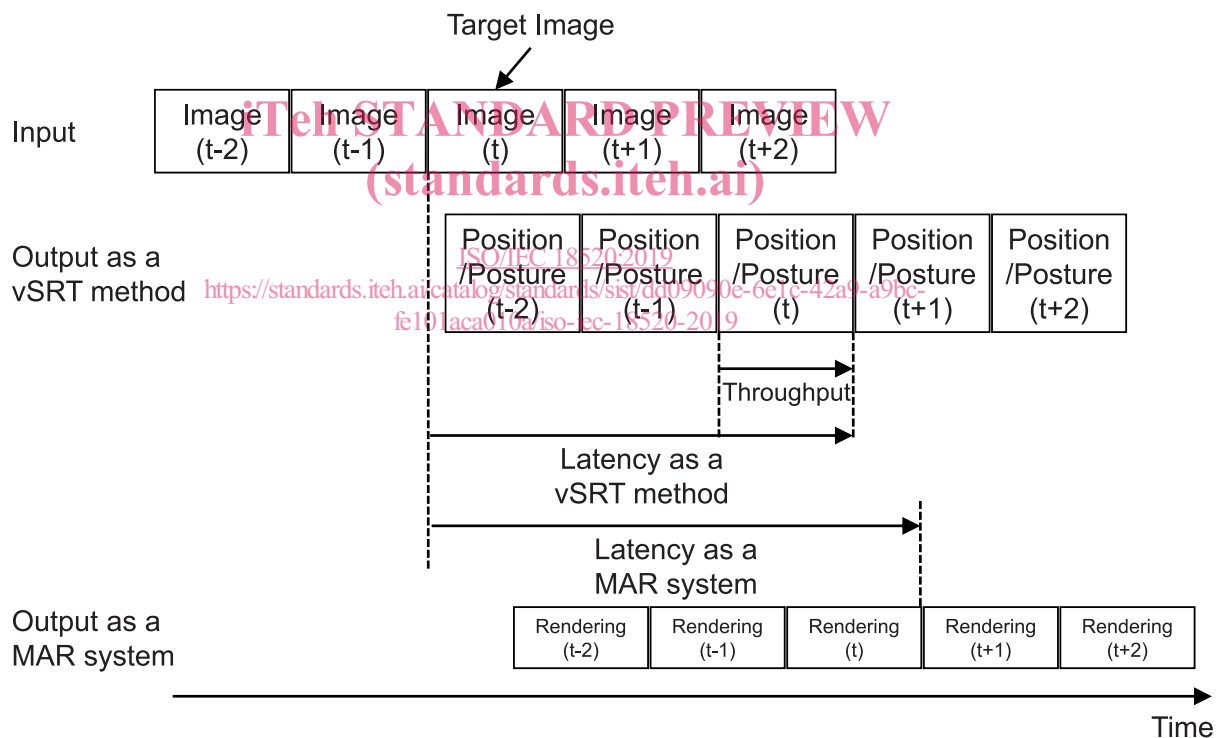 Target Image
Input
Image
(t-2)
Image
(t-1)
Image
(t)
Image
(t+1)
Image
(t+2)
iTeh STANDARD PREVIEW
(standards.iteh.ai)
Output as a
vSRT method
Position
/Posture
(t-2)
Position
/Posture
(t-1)
Position
/Posture
(t)
Position
/Posture
(t+1)
Position
/Posture
(t+2)
ISO/IEC 18520:2019
https://standards.iteh.ai/catalog/standards/sist/dd09090e-6e1c-42a9-a9bc-
fe101aca010a/iso-iec-18520-2019
Throughput
Latency as a
vSRT method
Latency as a
MAR system
Output as a
MAR system
Rendering
(t-2)
Rendering
(t-1)
Rendering
(t)
Rendering
(t+1)
Rendering
(t+2)
Time